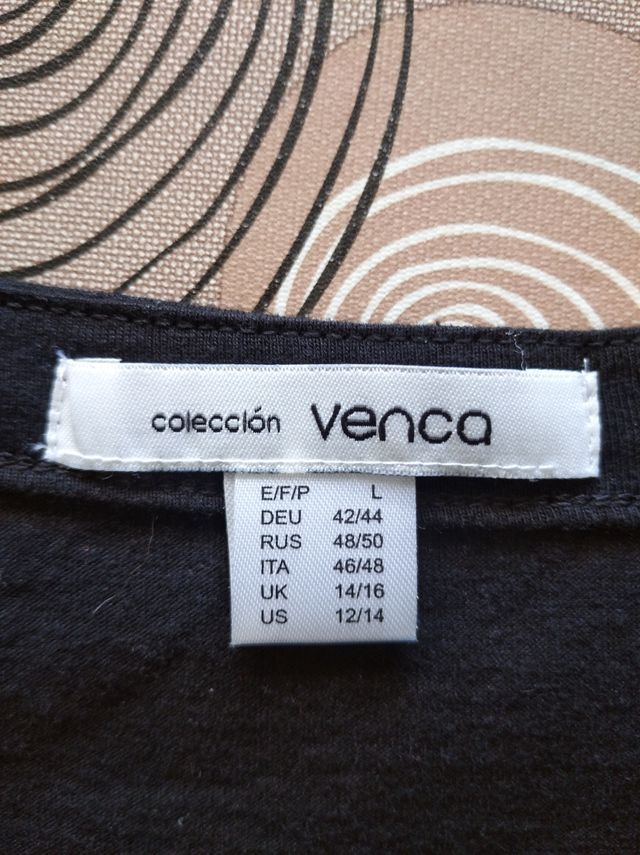 colección venca
E/F/P L
DEU 42/44
RUS 48/50
ITA 46/48
UK 14/16
US 12/14